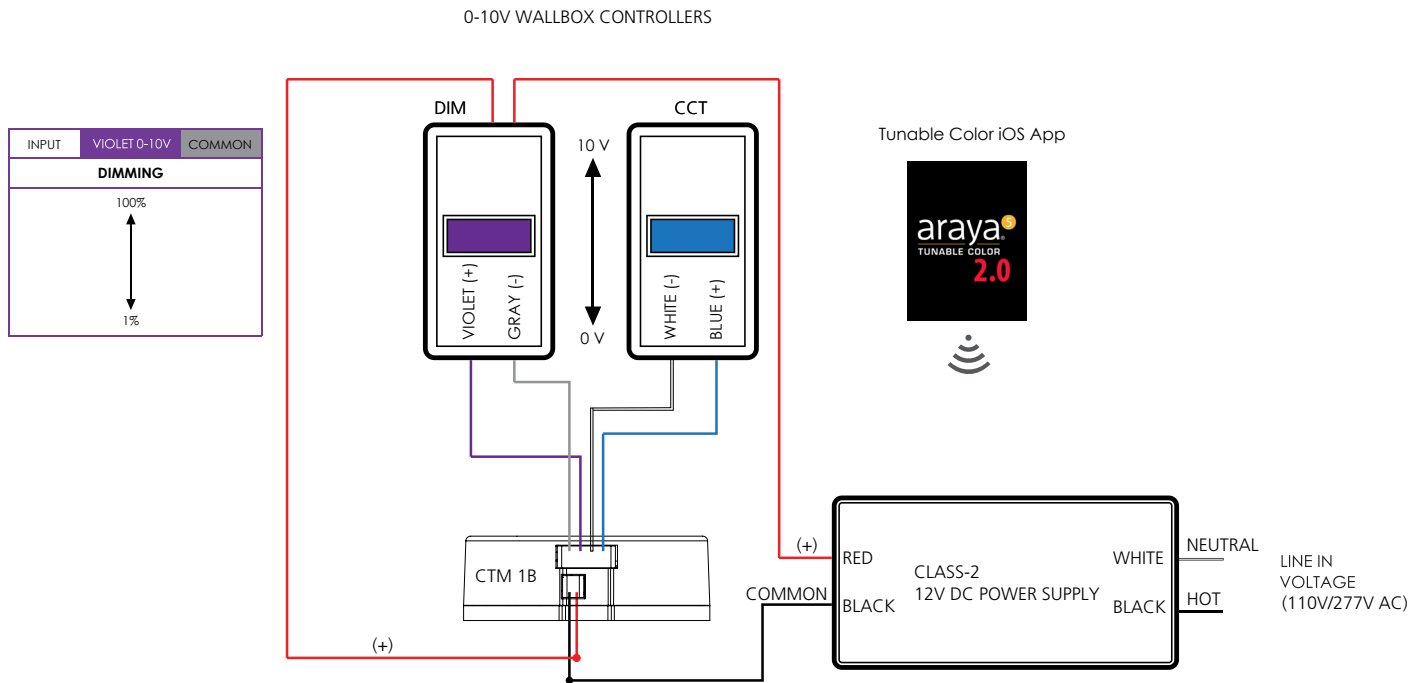 0-10V WALLBOX CONTROLLERS
DIM
CCT
INPUT
VIOLET 0-10V
COMMON
DIMMING
100%
1%
10 V
0 V
VIOLET (+)
GRAY (-)
WHITE (-)
BLUE (+)
Tunable Color iOS App
araya® 5
TUNABLE COLOR
2.0
CTM 1B
(+)
(+)
COMMON
RED
BLACK
CLASS-2
12V DC POWER SUPPLY
WHITE
BLACK
NEUTRAL
HOT
LINE IN
VOLTAGE
(110V/277V AC)